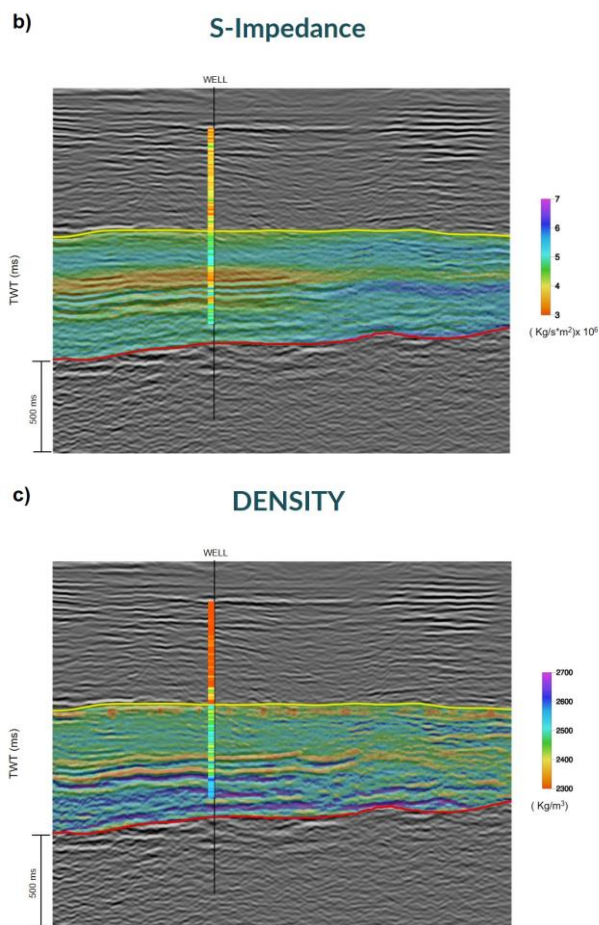 b)
S-Impedance
WELL
TWT (ms)
7
6
5
4
3
( Kg/s*m²)x 10⁶
500 ms
c)
DENSITY
WELL
TWT (ms)
2700
2600
2500
2400
2300
( Kg/m³)
500 ms